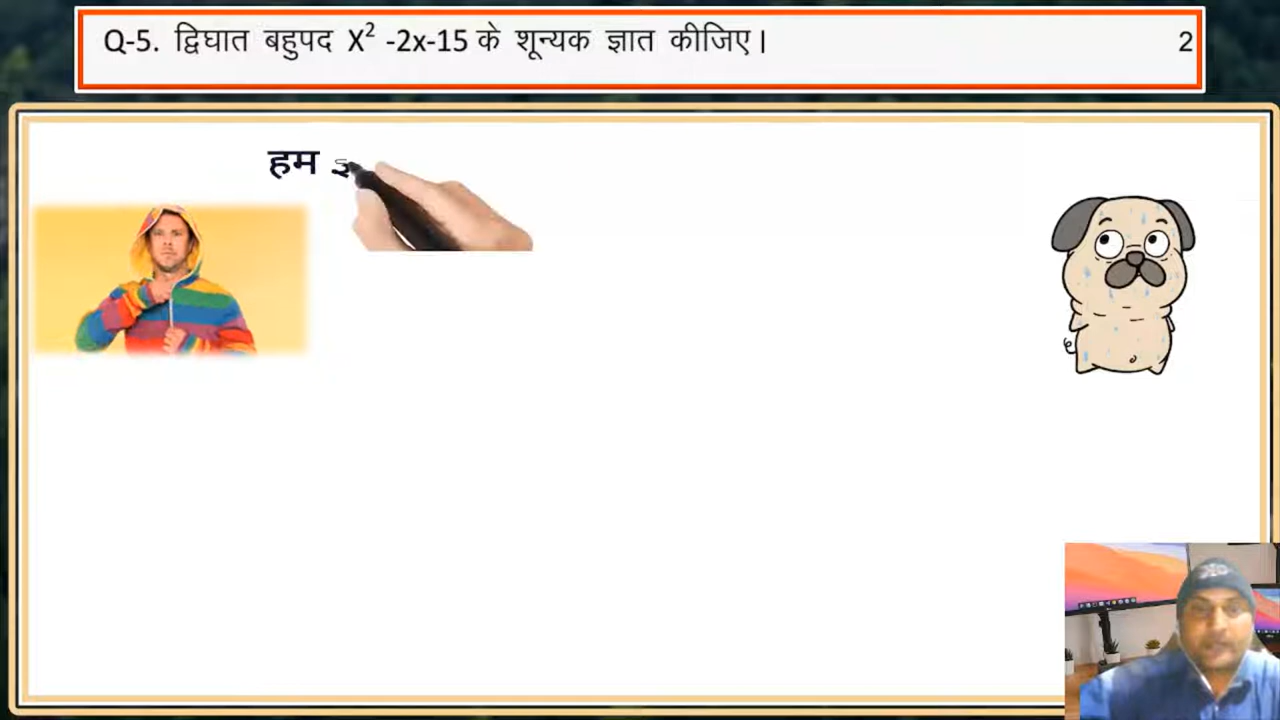 Q-5. द्विघात बहुपद X² -2x-15 के शून्यक ज्ञात कीजिए। 2
हम